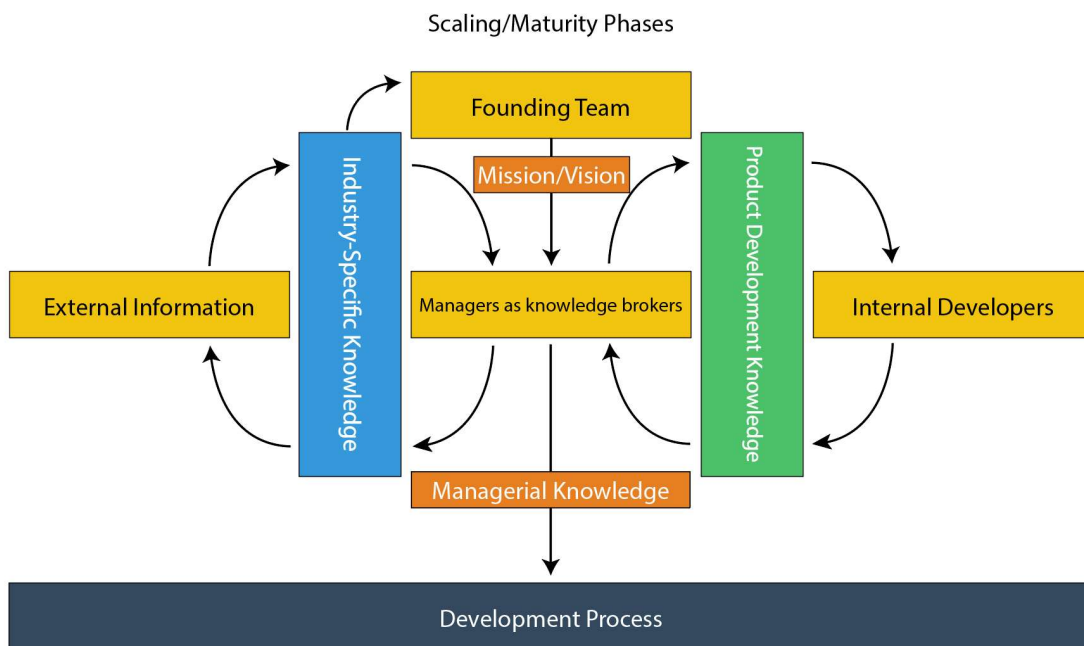 Scaling/Maturity Phases
Founding Team
Mission/Vision
Industry-Specific Knowledge
Product Development Knowledge
External Information
Managers as knowledge brokers
Internal Developers
Managerial Knowledge
Development Process